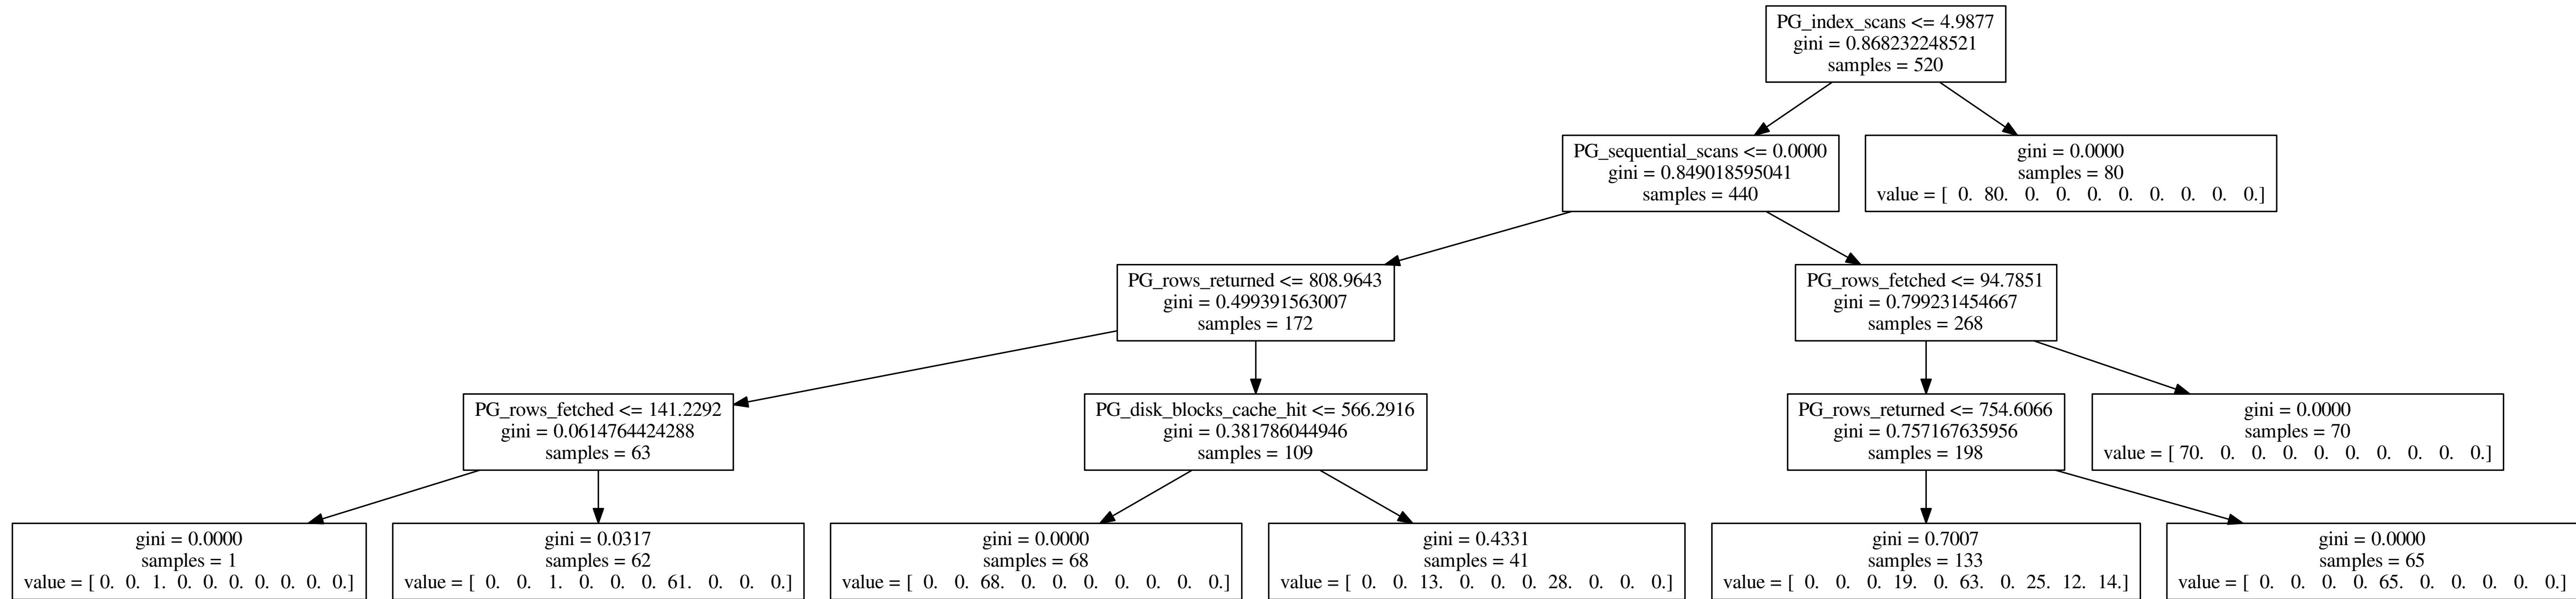 PG_index_scans <= 4.9877
gini = 0.868232248521
samples = 520
PG_sequential_scans <= 0.0000
gini = 0.849018595041
samples = 440
gini = 0.0000
samples = 80
value = [ 0. 80. 0. 0. 0. 0. 0. 0. 0. 0.]
PG_rows_returned <= 808.9643
gini = 0.499391563007
samples = 172
PG_rows_fetched <= 94.7851
gini = 0.799231454667
samples = 268
PG_rows_fetched <= 141.2292
gini = 0.0614764424288
samples = 63
PG_disk_blocks_cache_hit <= 566.2916
gini = 0.381786044946
samples = 109
PG_rows_returned <= 754.6066
gini = 0.757167635956
samples = 198
gini = 0.0000
samples = 70
value = [ 70. 0. 0. 0. 0. 0. 0. 0. 0. 0.]
gini = 0.0000
samples = 1
value = [ 0. 0. 1. 0. 0. 0. 0. 0. 0. 0.]
gini = 0.0317
samples = 62
value = [ 0. 0. 1. 0. 0. 0. 61. 0. 0. 0.]
gini = 0.0000
samples = 68
value = [ 0. 0. 68. 0. 0. 0. 0. 0. 0. 0.]
gini = 0.4331
samples = 41
value = [ 0. 0. 13. 0. 0. 0. 28. 0. 0. 0.]
gini = 0.7007
samples = 133
value = [ 0. 0. 0. 19. 0. 63. 0. 25. 12. 14.]
gini = 0.0000
samples = 65
value = [ 0. 0. 0. 0. 65. 0. 0. 0. 0. 0.]